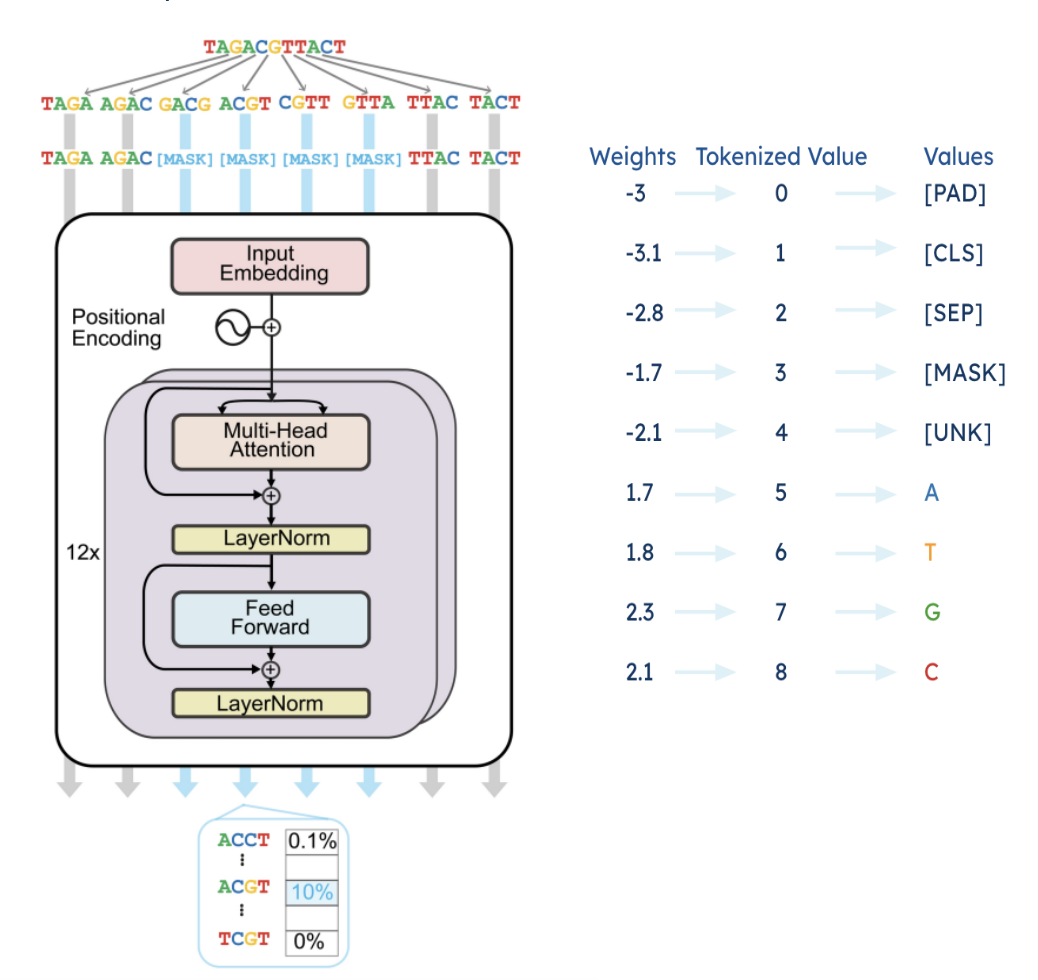 TAGACGTTACT
TAGA AGAC GACG ACGT CGTT GTTA TTAC TACT
TAGA AGAC [MASK] [MASK] [MASK] [MASK] TTAC TACT
Input
Embedding
Positional
Encoding
Multi-Head
Attention
LayerNorm
12x
Feed
Forward
LayerNorm
ACCT 0.1%
ACGT 10%
TCGT 0%
Weights Tokenized Value Values
-3 0 [PAD]
-3.1 1 [CLS]
-2.8 2 [SEP]
-1.7 3 [MASK]
-2.1 4 [UNK]
1.7 5 A
1.8 6 T
2.3 7 G
2.1 8 C